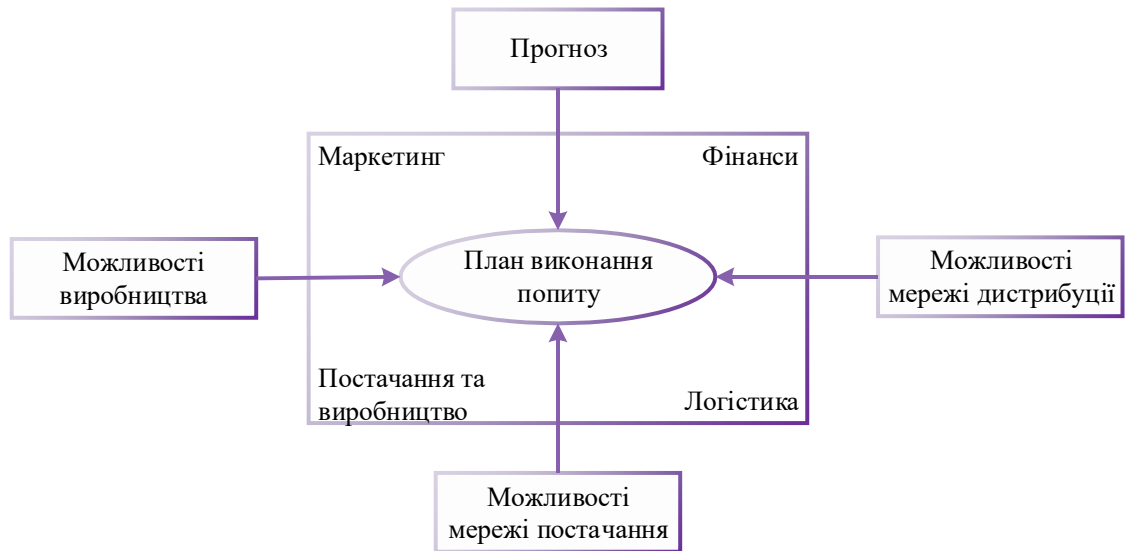 Прогноз
Маркетинг
Фінанси
Можливості
виробництва
План виконання
попиту
Можливості
мережі дистрибуції
Постачання та
виробництво
Логістика
Можливості
мережі постачання